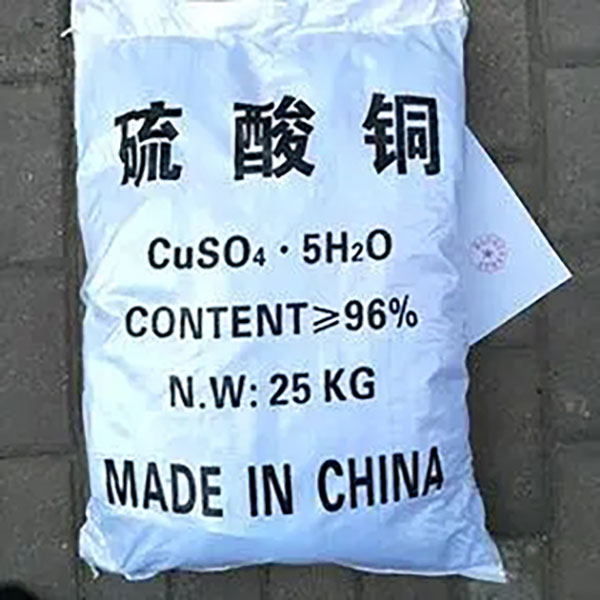 硫酸铜
CuSO₄·5H₂O
CONTENT≥96%
N.W: 25 KG
MADE IN CHINA